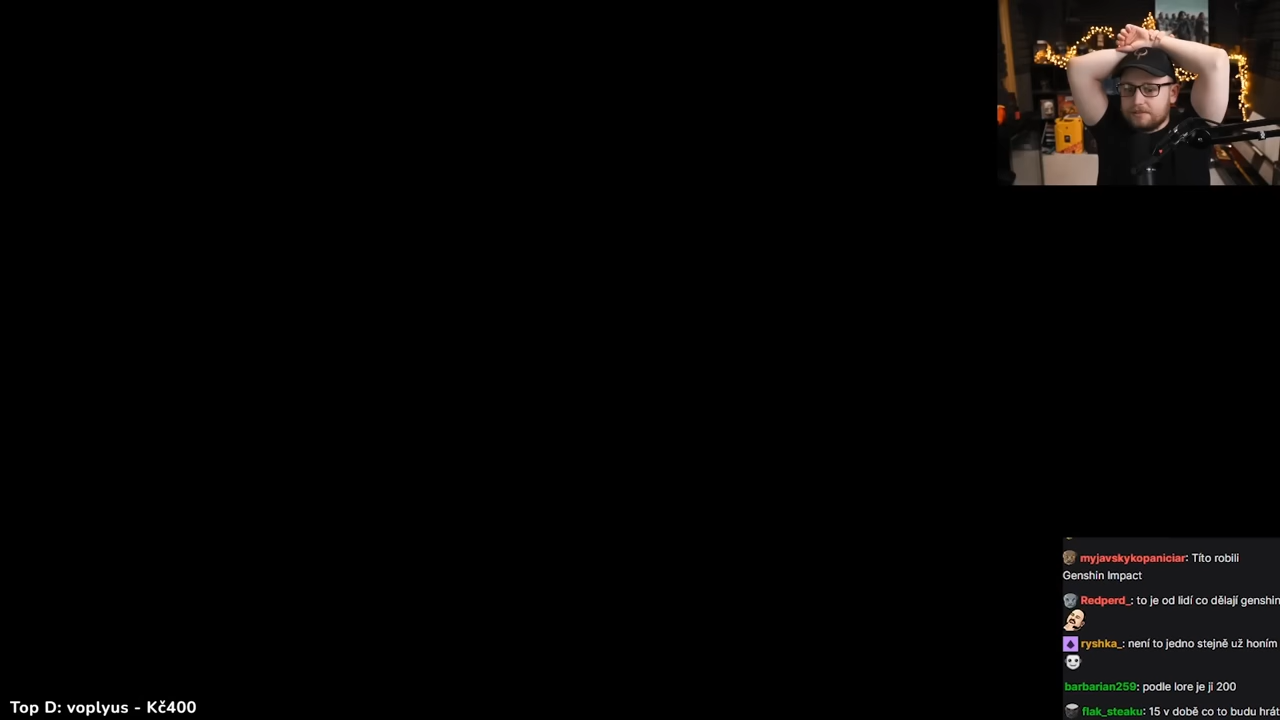 myjavskykopaniciar: Títo robili
Genshin Impact
Redperd_: to je od lidí co dělají genshin
ryshka_: není to jedno stejně už honím
barbarian259: podle lore je jí 200
flak_steaku: 15 v době co to budu hrát
Top D: voplyus - Kč400